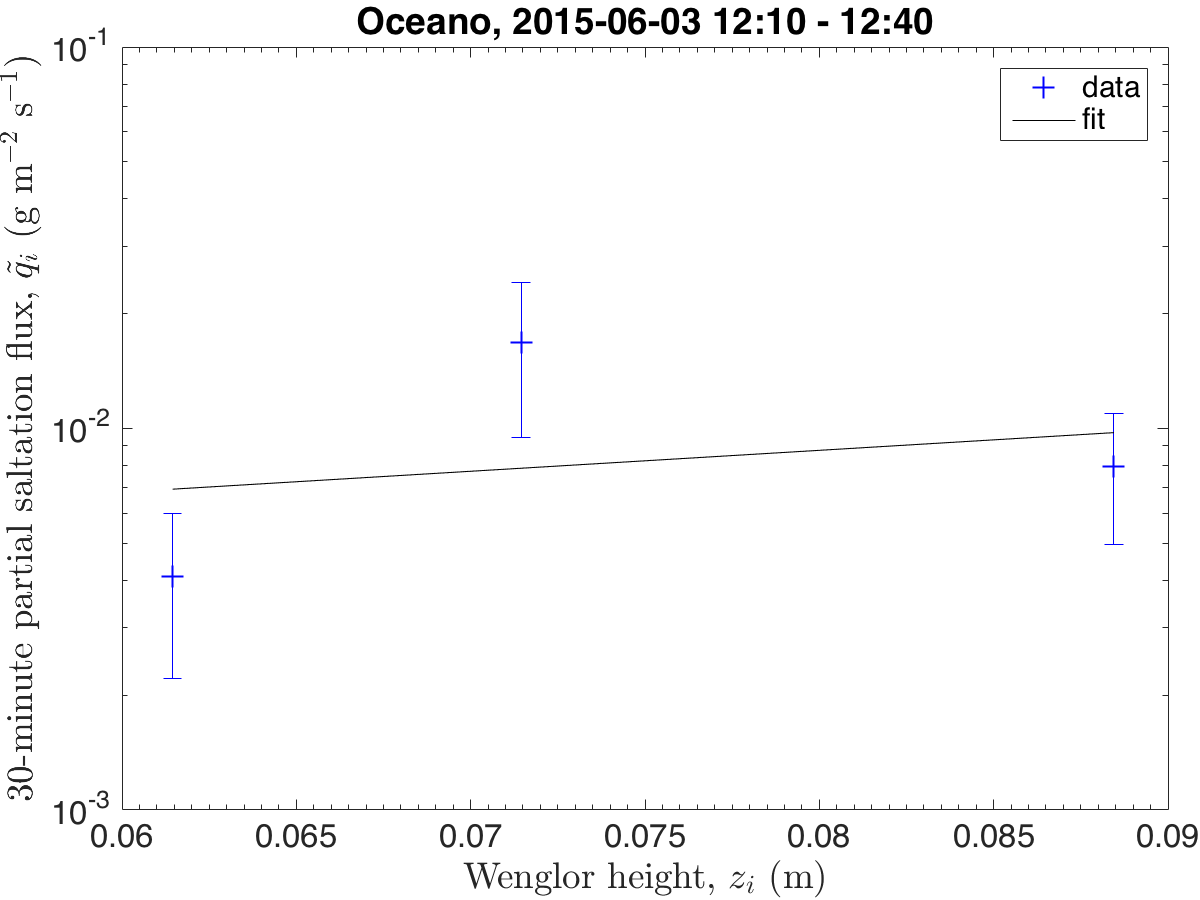 Oceano, 2015-06-03 12:10 - 12:40
30-minute partial saltation flux, q̃ᵢ (g m⁻² s⁻¹)
10⁻¹
10⁻²
10⁻³
data
fit
0.06 0.065 0.07 0.075 0.08 0.085 0.09
Wenglor height, zᵢ (m)